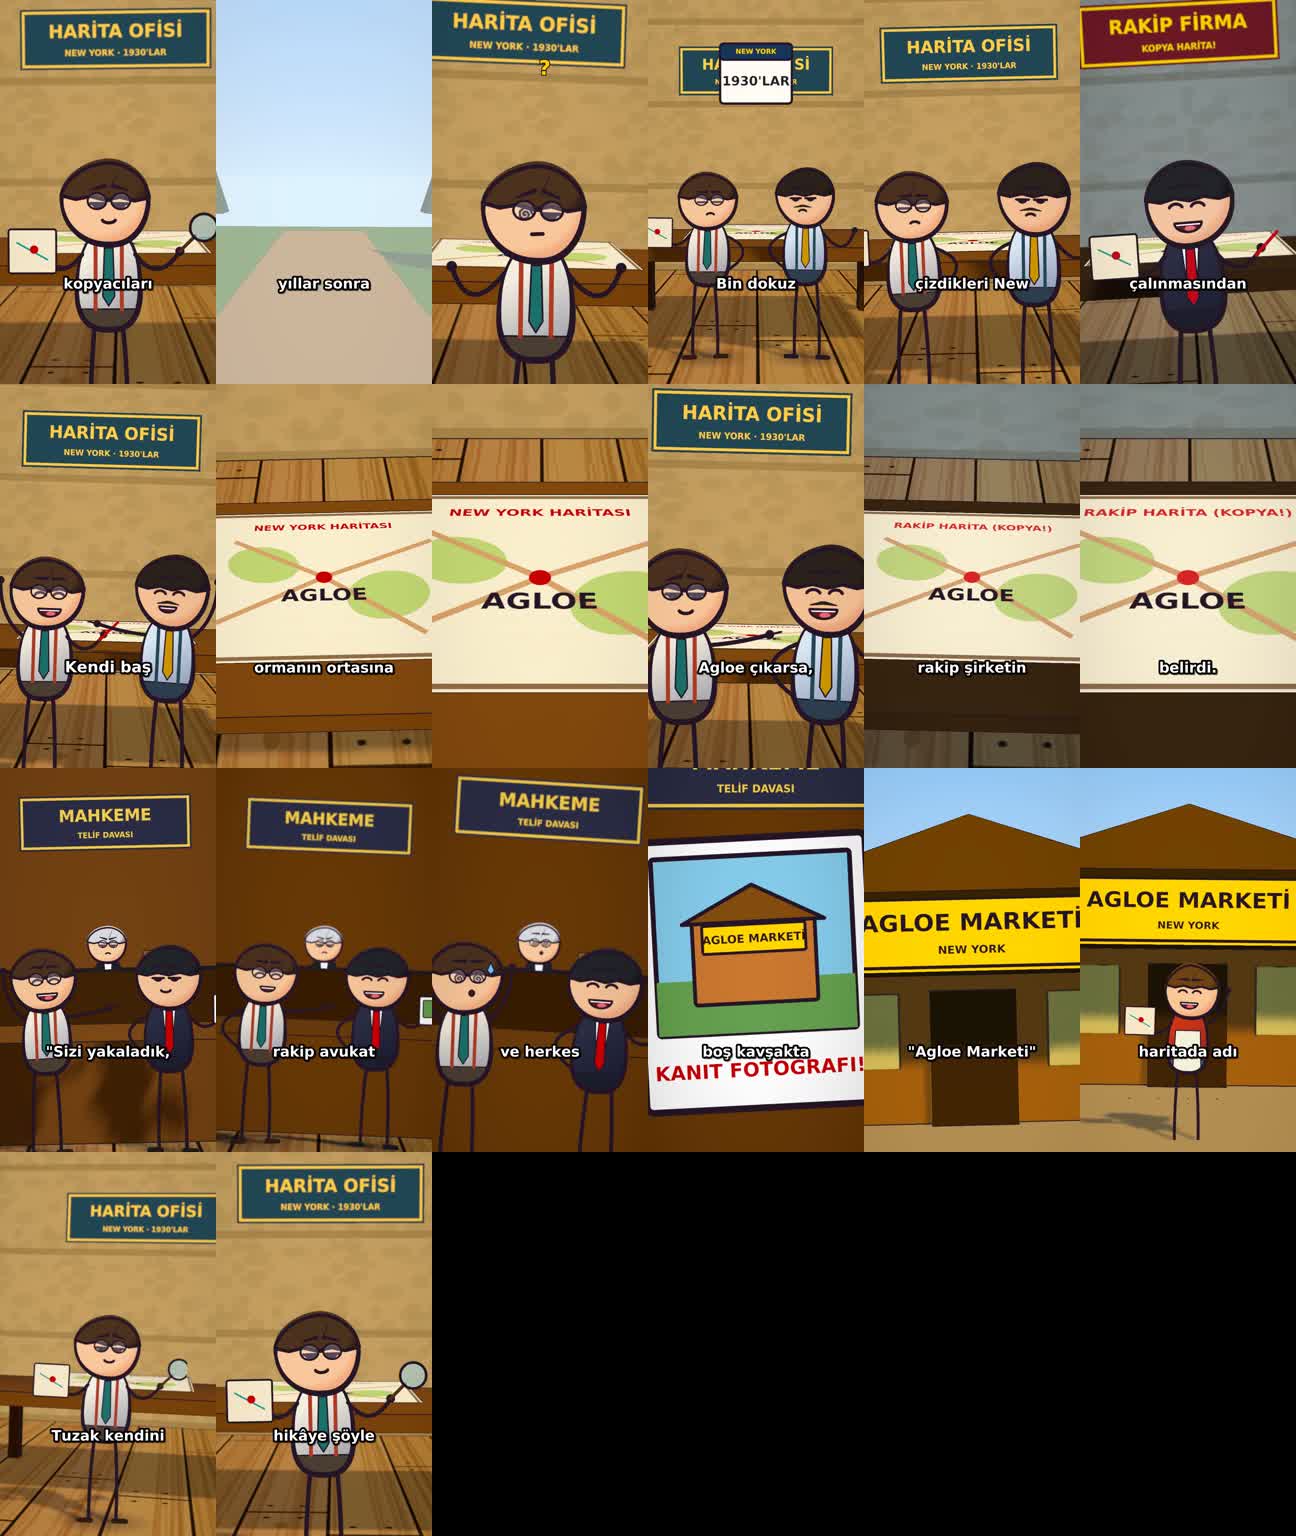 HARİTA OFİSİ
NEW YORK · 1930'LAR
kopyacıları
yıllar sonra
HARİTA OFİSİ
NEW YORK · 1930'LAR
?
NEW YORK
1930'LAR
Bin dokuz
HARİTA OFİSİ
NEW YORK · 1930'LAR
AGLOE
çizdikleri New
RAKİP FİRMA
KOPYA HARİTA!
çalınmasından
HARİTA OFİSİ
NEW YORK · 1930'LAR
Kendi baş
NEW YORK HARİTASI
AGLOE
ormanın ortasına
NEW YORK HARİTASI
AGLOE
HARİTA OFİSİ
NEW YORK · 1930'LAR
Agloe çıkarsa,
RAKİP HARİTA (KOPYA!)
AGLOE
rakip şirketin
RAKİP HARİTA (KOPYA!)
AGLOE
belirdi.
MAHKEME
TELİF DAVASI
"Sizi yakaladık,
MAHKEME
TELİF DAVASI
rakip avukat
MAHKEME
TELİF DAVASI
ve herkes
TELİF DAVASI
AGLOE MARKETİ
boş kavşakta
KANIT FOTOĞRAFI!
AGLOE MARKETİ
NEW YORK
"Agloe Marketi"
AGLOE MARKETİ
NEW YORK
haritada adı
HARİTA OFİSİ
NEW YORK · 1930'LAR
Tuzak kendini
HARİTA OFİSİ
NEW YORK · 1930'LAR
hikâye şöyle